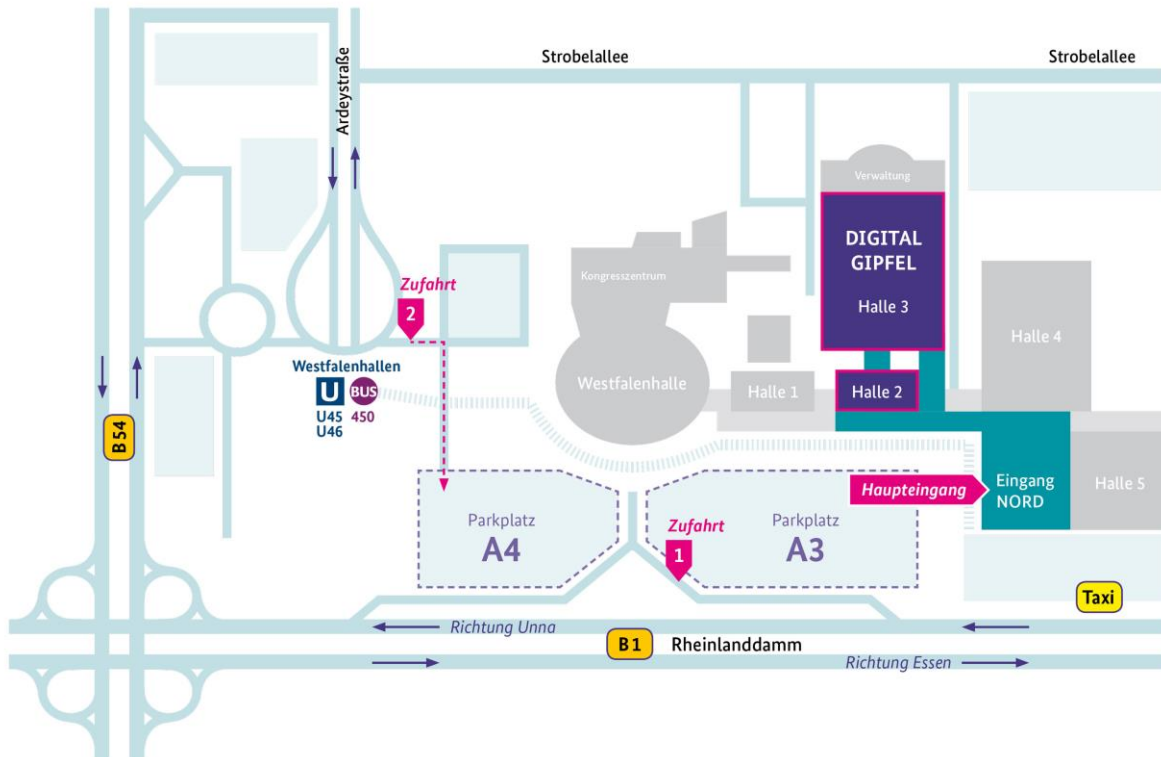 Strobelallee
Strobelallee
Ardeystraße
Verwaltung
DIGITAL
GIPFEL
Halle 3
Kongresszentrum
Zufahrt
2
Halle 4
Westfalenhallen
U
BUS
U45
450
U46
Westfalenhalle
Halle 1
Halle 2
B 54
Haupteingang
Eingang
NORD
Halle 5
Parkplatz
A4
Zufahrt
1
Parkplatz
A3
Taxi
Richtung Unna
B 1
Rheinlanddamm
Richtung Essen